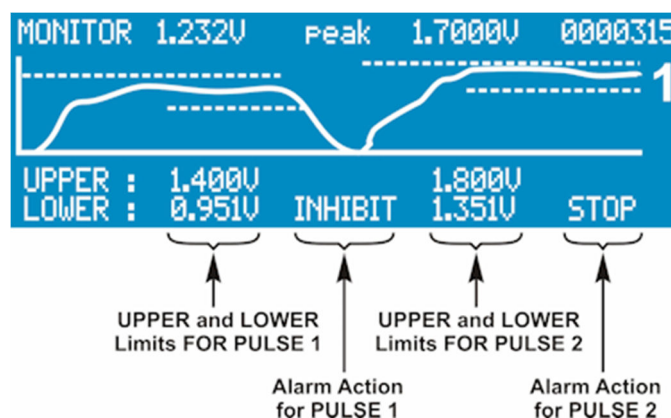 MONITOR 1.232V peak 1.7000V 0000315
1
UPPER : 1.400V 1.800V
LOWER : 0.951V INHIBIT 1.351V STOP
UPPER and LOWER
Limits FOR PULSE 1
UPPER and LOWER
Limits FOR PULSE 2
Alarm Action
for PULSE 1
Alarm Action
for PULSE 2